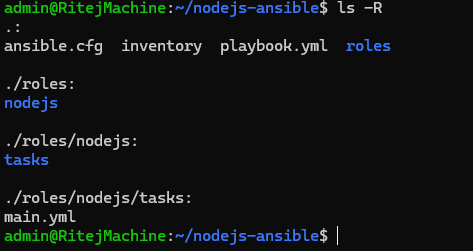 admin@RitejMachine:~/nodejs-ansible$ ls -R
.:
ansible.cfg  inventory  playbook.yml  roles

./roles:
nodejs

./roles/nodejs:
tasks

./roles/nodejs/tasks:
main.yml
admin@RitejMachine:~/nodejs-ansible$